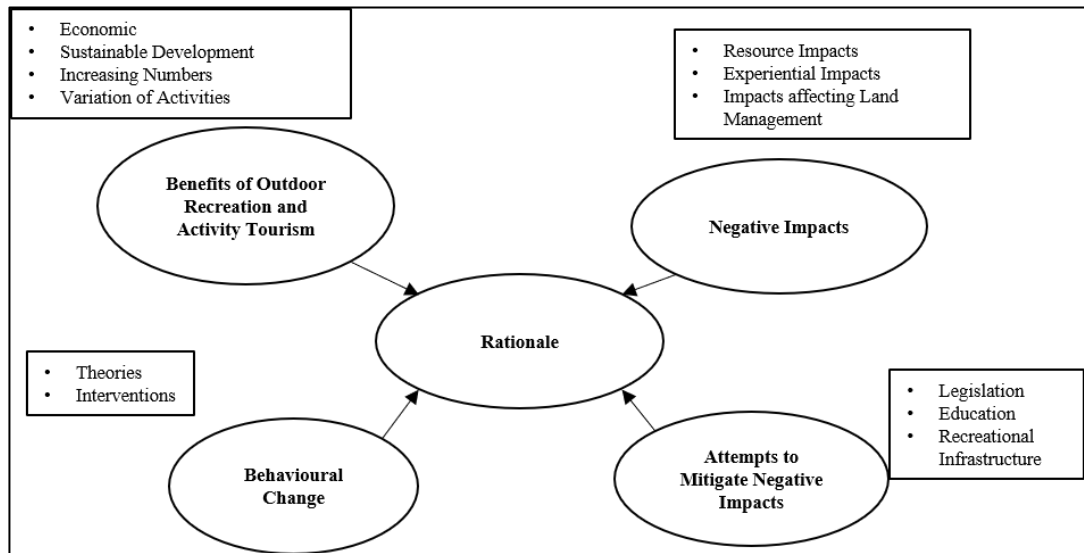 Economic
Sustainable Development
Increasing Numbers
Variation of Activities
Resource Impacts
Experiential Impacts
Impacts affecting Land
Management
Benefits of Outdoor
Recreation and
Activity Tourism
Negative Impacts
Rationale
Theories
Interventions
Legislation
Education
Recreational
Infrastructure
Behavioural
Change
Attempts to
Mitigate Negative
Impacts